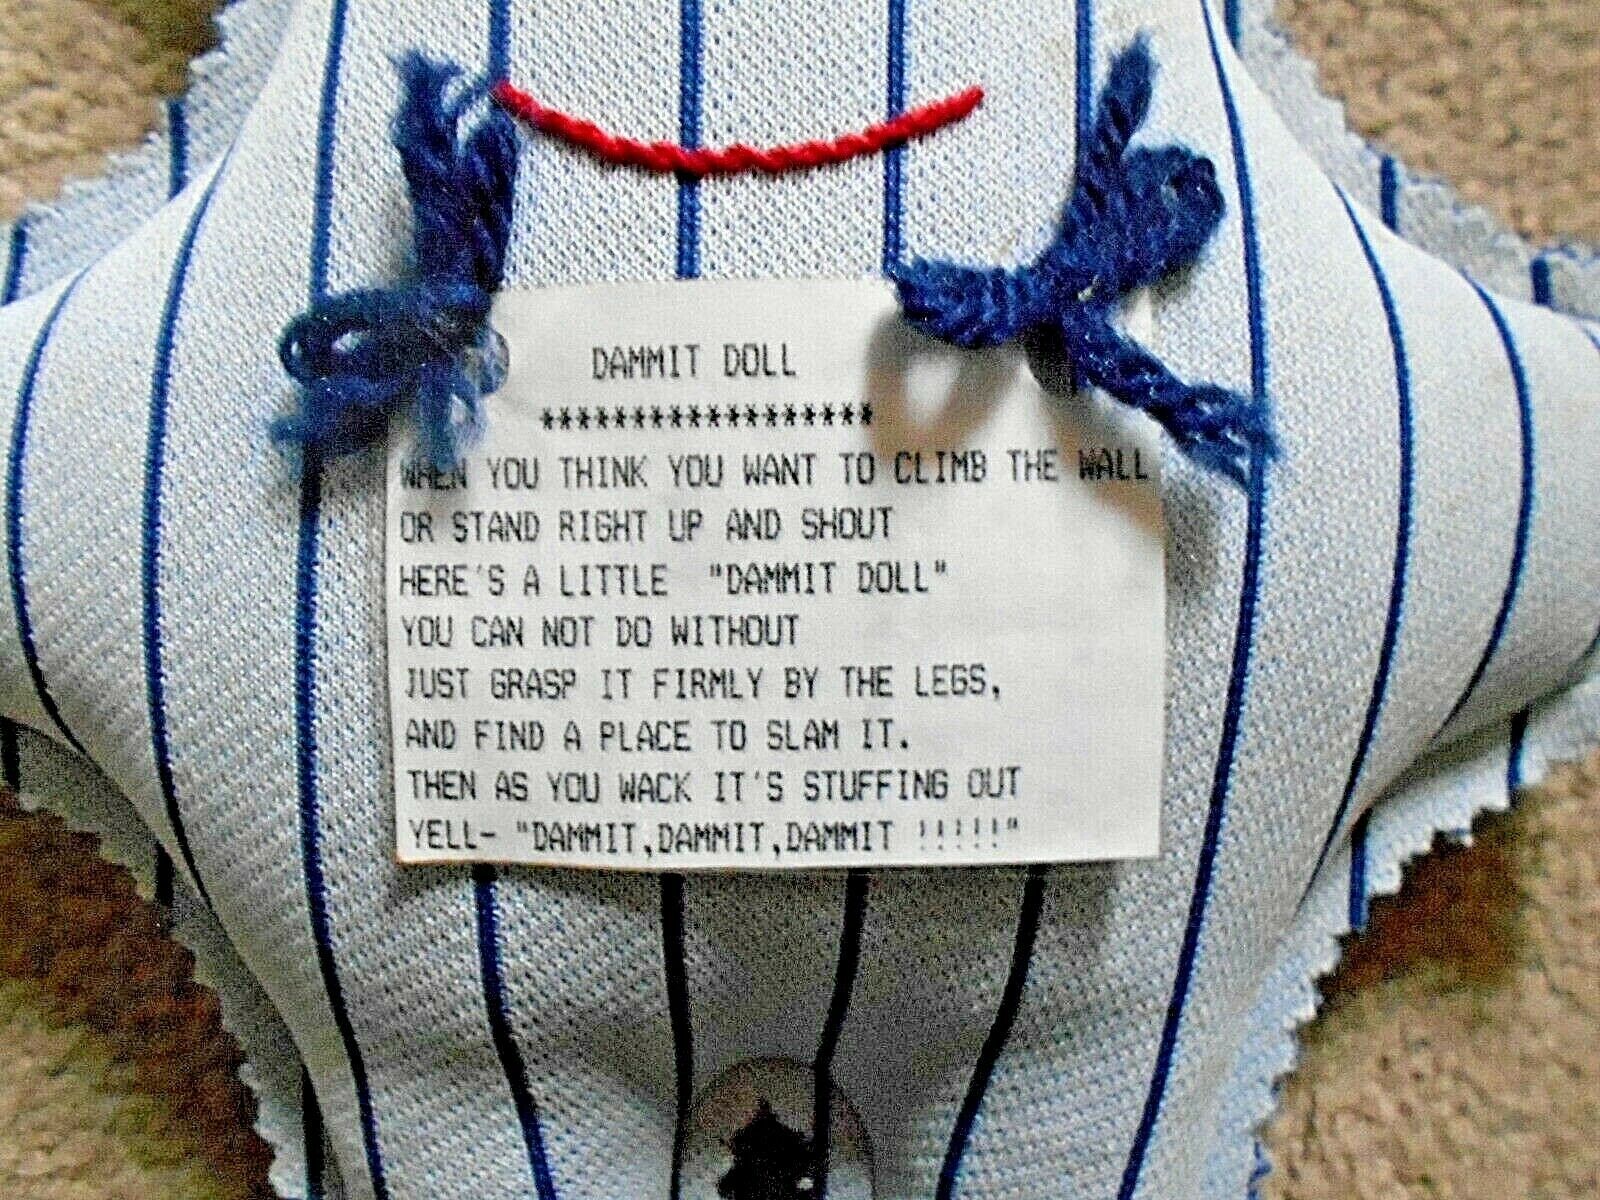 DAMMIT DOLL
******************
WHEN YOU THINK YOU WANT TO CLIMB THE WALL
OR STAND RIGHT UP AND SHOUT
HERE'S A LITTLE "DAMMIT DOLL"
YOU CAN NOT DO WITHOUT
JUST GRASP IT FIRMLY BY THE LEGS,
AND FIND A PLACE TO SLAM IT.
THEN AS YOU WACK IT'S STUFFING OUT
YELL- "DAMMIT,DAMMIT,DAMMIT !!!!!"